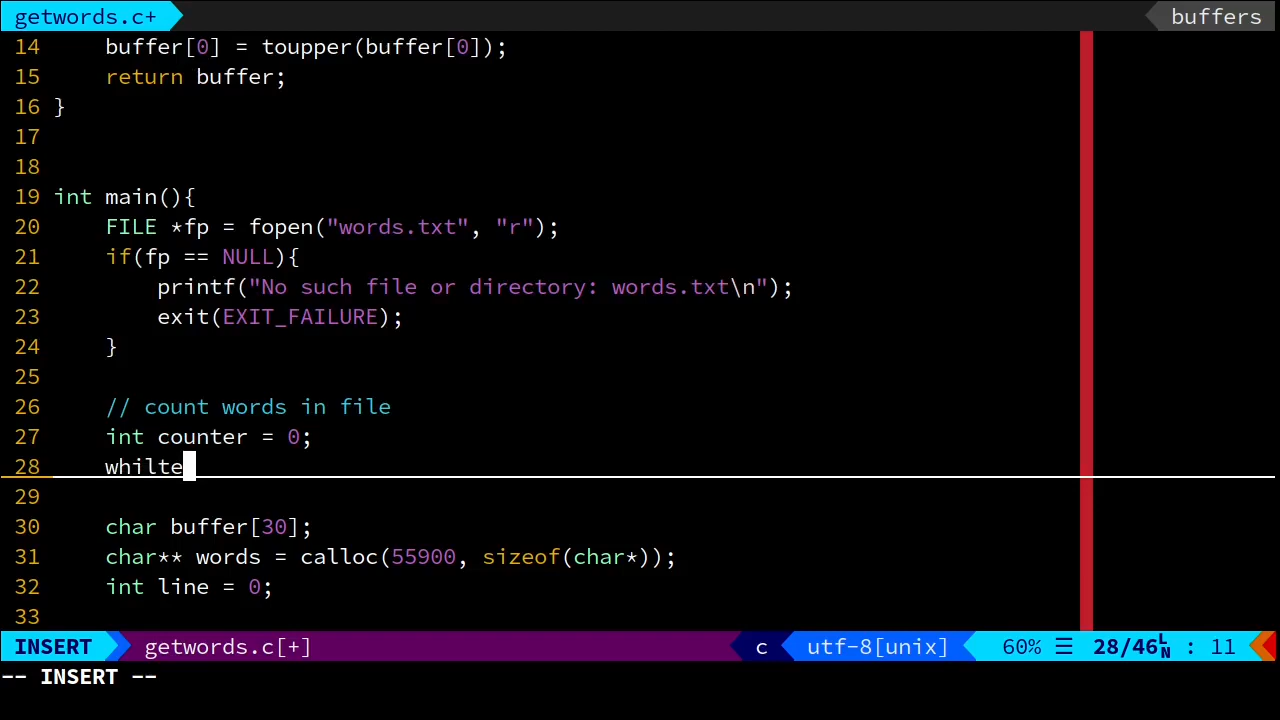 getwords.c+ buffers
14     buffer[0] = toupper(buffer[0]);
15     return buffer;
16 }
17
18
19 int main(){
20     FILE *fp = fopen("words.txt", "r");
21     if(fp == NULL){
22         printf("No such file or directory: words.txt\n");
23         exit(EXIT_FAILURE);
24     }
25
26     // count words in file
27     int counter = 0;
28     whilte
29
30     char buffer[30];
31     char** words = calloc(55900, sizeof(char*));
32     int line = 0;
33
INSERT getwords.c[+] c utf-8[unix] 60% ☰ 28/46 LN : 11
-- INSERT --